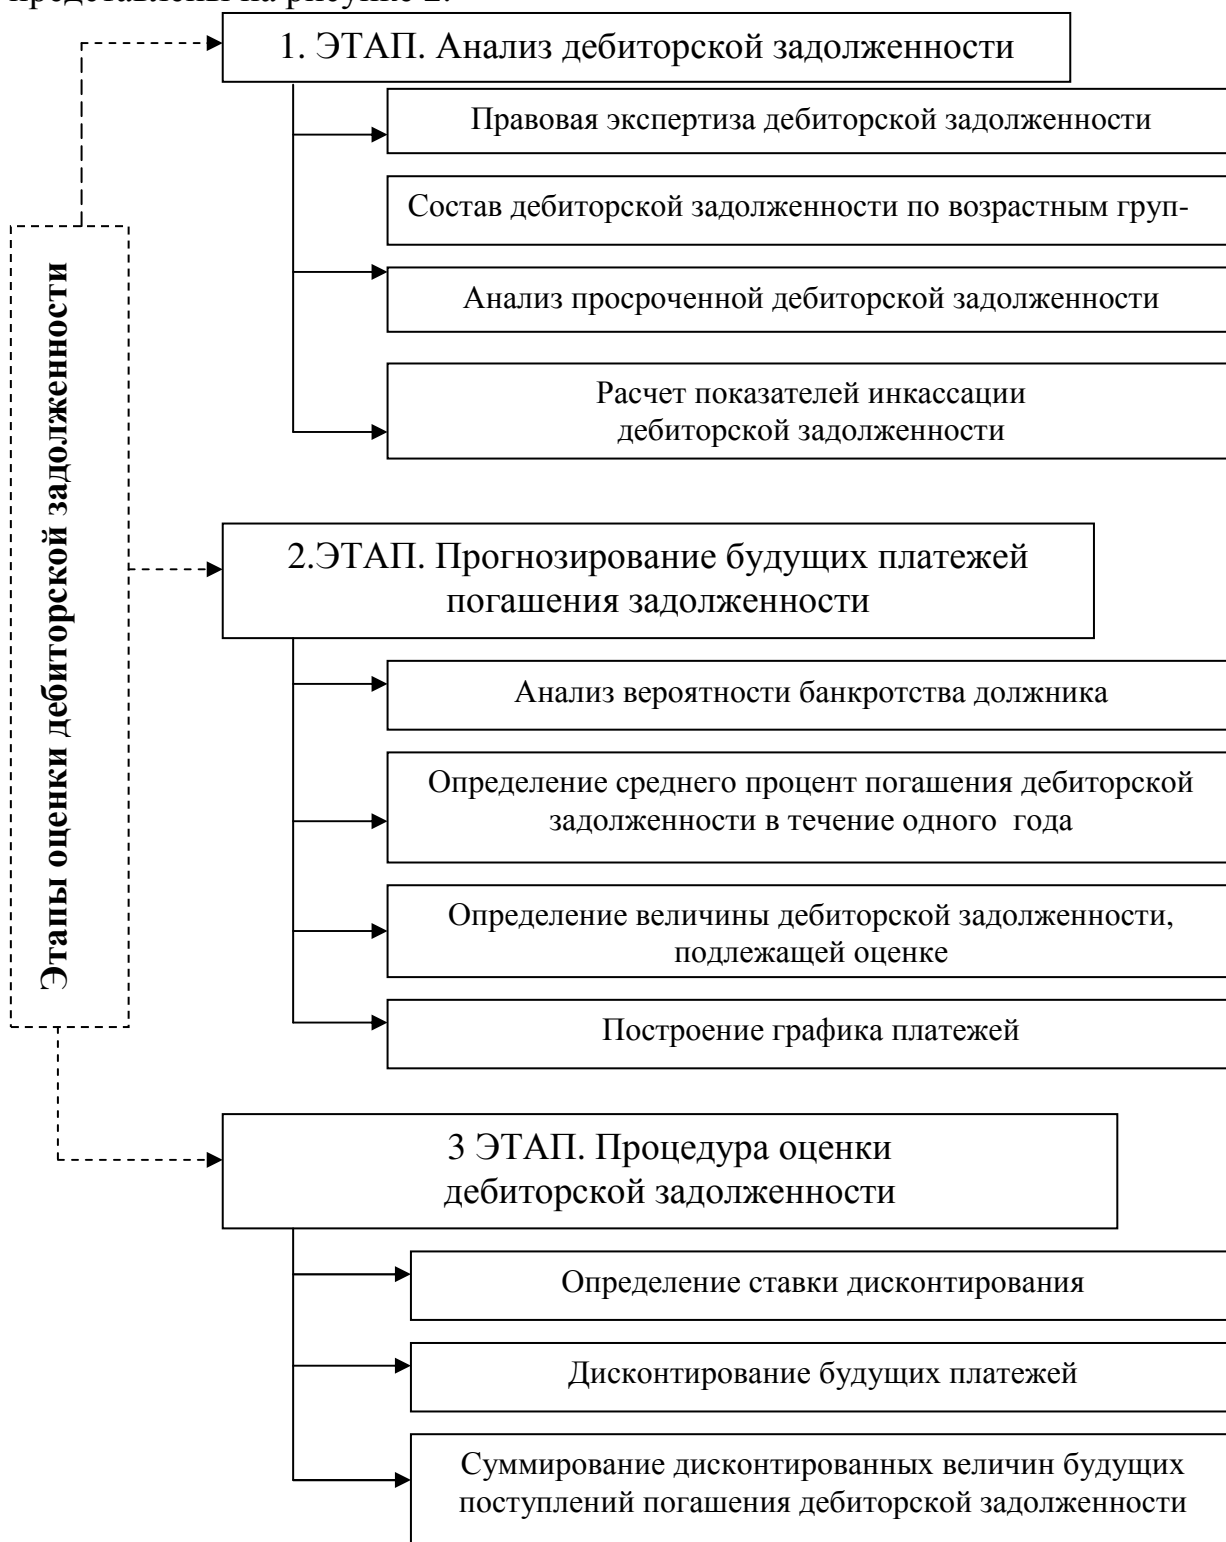 представлены на рисунке 2.
1. ЭТАП. Анализ дебиторской задолженности
Правовая экспертиза дебиторской задолженности
Состав дебиторской задолженности по возрастным груп-
Анализ просроченной дебиторской задолженности
Расчет показателей инкассации
дебиторской задолженности
Этапы оценки дебиторской задолженности
2.ЭТАП. Прогнозирование будущих платежей
погашения задолженности
Анализ вероятности банкротства должника
Определение среднего процент погашения дебиторской
задолженности в течение одного года
Определение величины дебиторской задолженности,
подлежащей оценке
Построение графика платежей
3 ЭТАП. Процедура оценки
дебиторской задолженности
Определение ставки дисконтирования
Дисконтирование будущих платежей
Суммирование дисконтированных величин будущих
поступлений погашения дебиторской задолженности